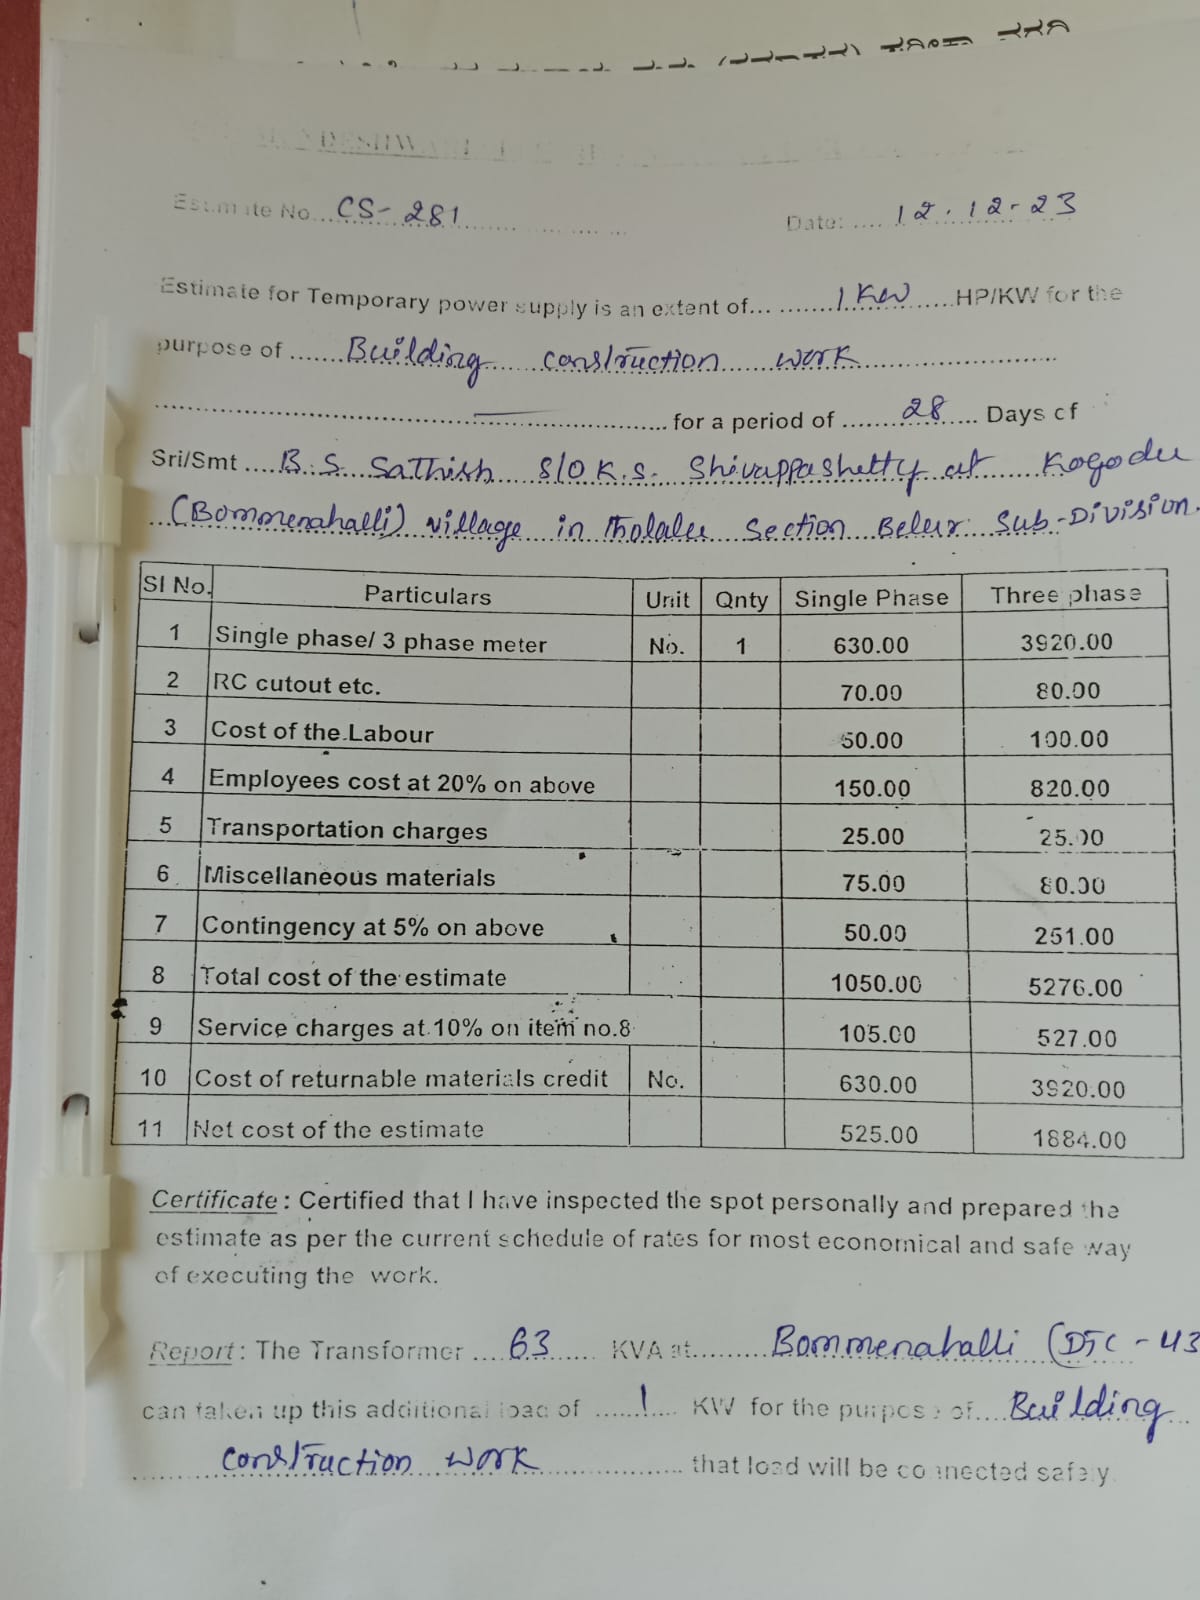 Estimate No...CS-281
Date: .... 12.12-23
Estimate for Temporary power supply is an extent of... ........1 KW......HP/KW for the
purpose of .......Building construction work
for a period of ........28.... Days of
Sri/Smt ....B.S. Sathish S/O K.S. Shivappashetty at Kogodu
(Bommenahalli) village in Holalu Section Belur Sub-Division.
Sl No. Particulars Unit Qnty Single Phase Three phase
1 Single phase/ 3 phase meter No. 1 630.00 3920.00
2 RC cutout etc. 70.00 80.00
3 Cost of the Labour 50.00 100.00
4 Employees cost at 20% on above 150.00 820.00
5 Transportation charges 25.00 25.00
6 Miscellaneous materials 75.00 80.00
7 Contingency at 5% on above 50.00 251.00
8 Total cost of the estimate 1050.00 5276.00
9 Service charges at 10% on item no.8 105.00 527.00
10 Cost of returnable materials credit No. 630.00 3920.00
11 Net cost of the estimate 525.00 1884.00
Certificate : Certified that I have inspected the spot personally and prepared the
estimate as per the current schedule of rates for most economical and safe way
of executing the work.
Report : The Transformer ....63...... KVA at.........Bommenahalli (DTC - 43
can taken up this additional load of ......1.... KW for the purpose of....Building
construction work ............... that load will be connected safely.